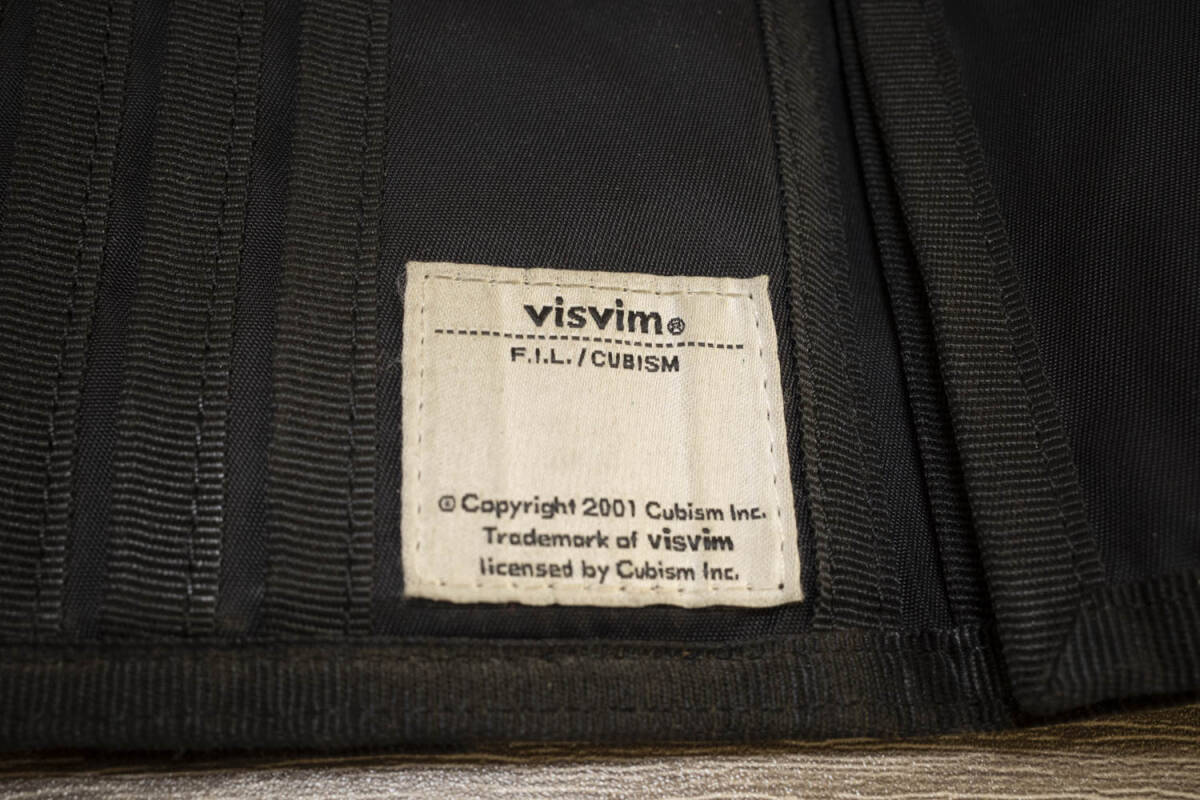 visvim®
F.I.L./CUBISM
© Copyright 2001 Cubism Inc.
Trademark of visvim
licensed by Cubism Inc.